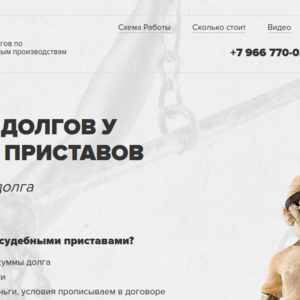 Схема Работы Сколько стоит Видео
гов по
ным производствам
+7 966 770-0
ДОЛГОВ У
ПРИСТАВОВ
долга
судебными приставами?
суммы долга
и
ньги, условия прописываем в договоре